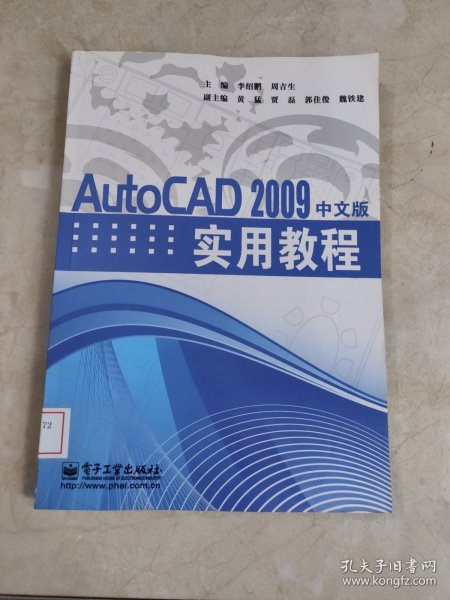 主 编 李绍鹏 周吉生
副主编 黄 猛 贾 磊 郭佳俊 魏铁建
AutoCAD 2009 中文版
实用教程
72
电子工业出版社
PUBLISHING HOUSE OF ELECTRONICS INDUSTRY
http://www.phei.com.cn
孔夫子旧书网
www.kongfz.com